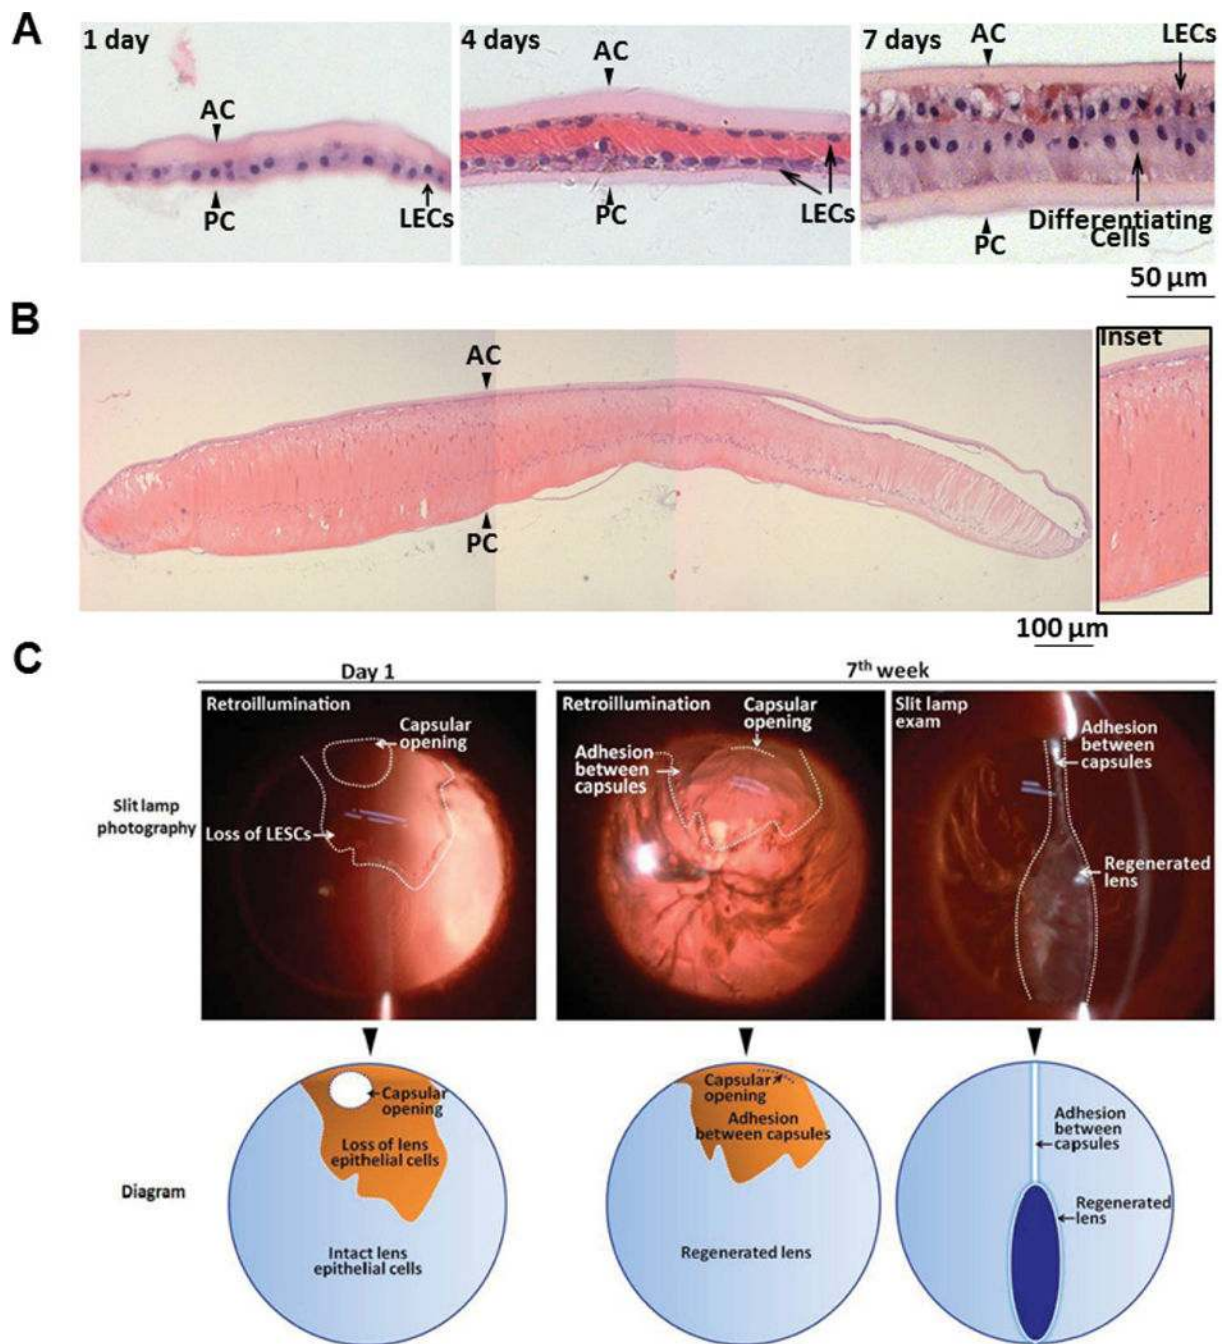 A
1 day
AC
PC
LECs
4 days
AC
PC
LECs
7 days
AC
LECs
PC
Differentiating
Cells
50 µm
B
AC
PC
Inset
100 µm
C
Day 1
7th week
Slit lamp
photography
Retroillumination
Capsular
opening
Loss of LESCs
Retroillumination
Capsular
opening
Adhesion
between
capsules
Slit lamp
exam
Adhesion
between
capsules
Regenerated
lens
Diagram
Capsular
opening
Loss of lens
epithelial cells
Intact lens
epithelial cells
Capsular
opening
Adhesion
between capsules
Regenerated lens
Adhesion
between
capsules
Regenerated
lens